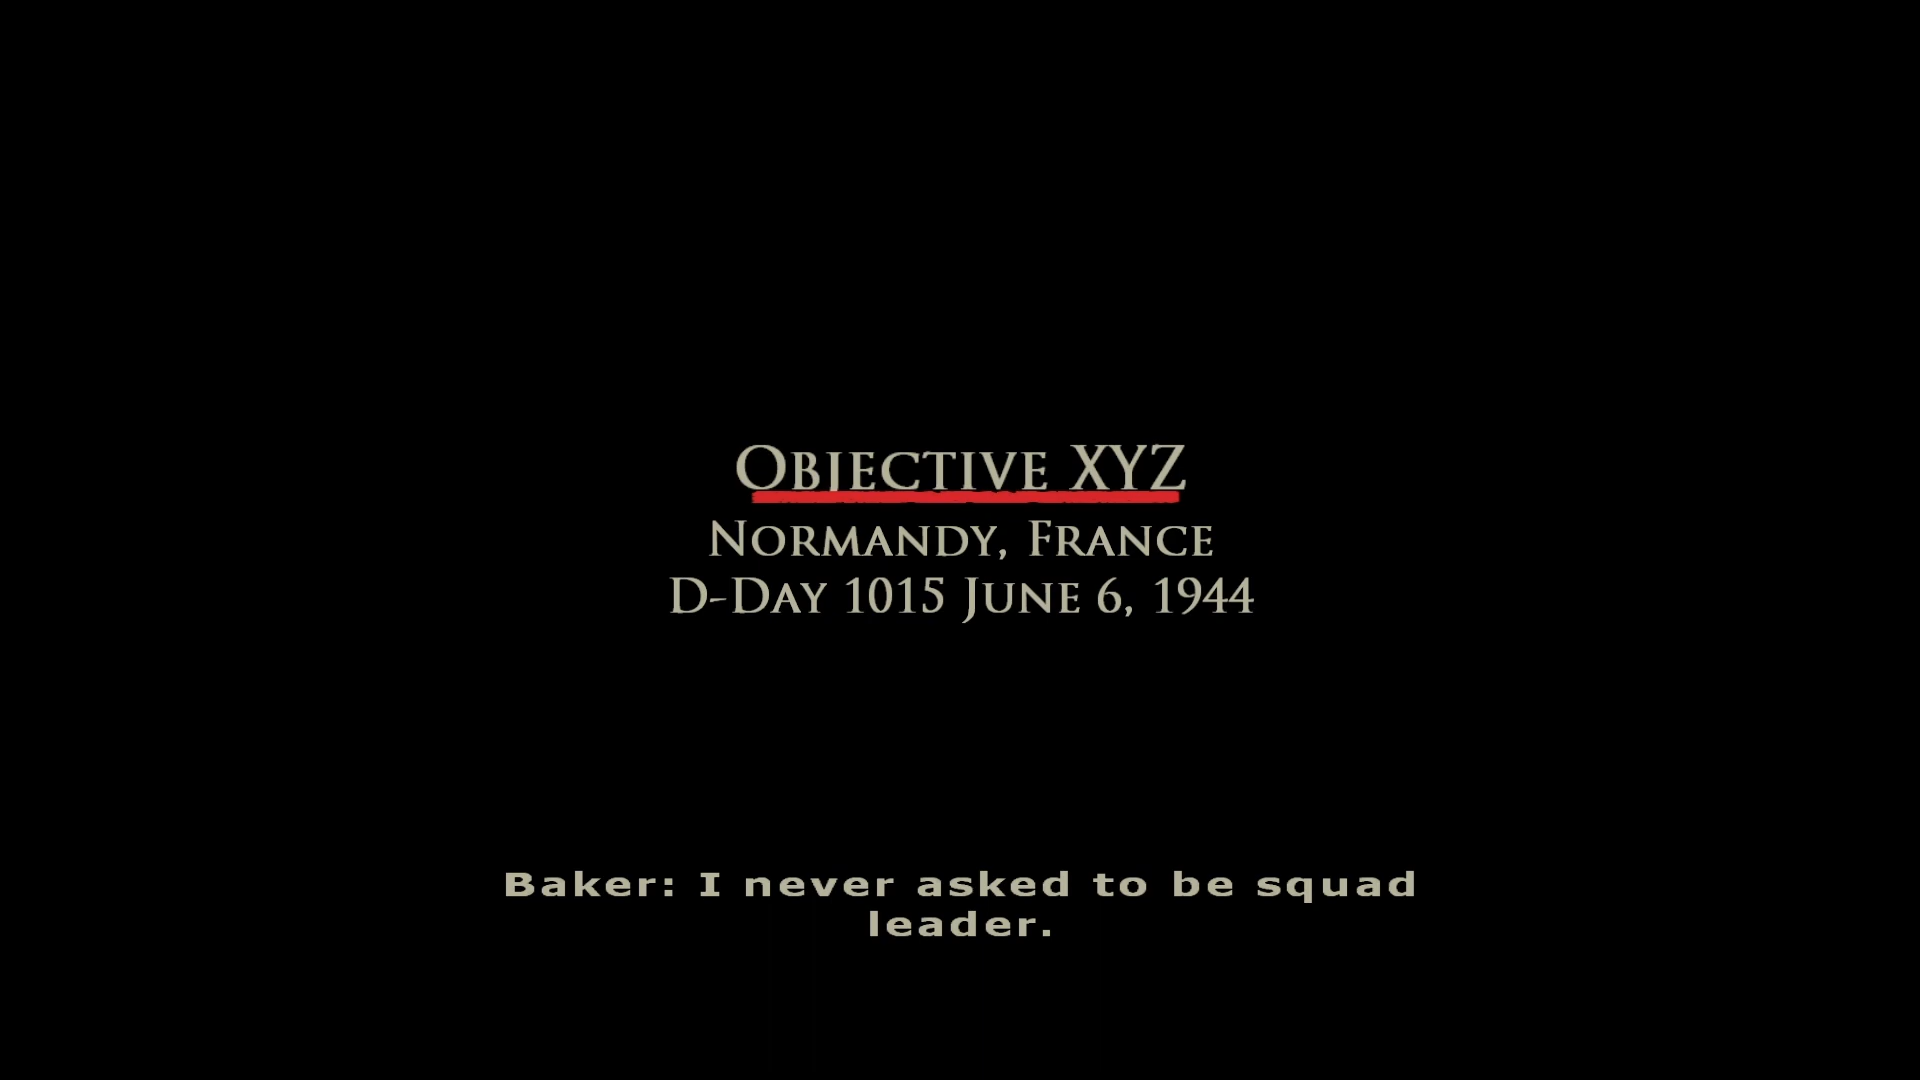 Objective XYZ
Normandy, France
D-Day 1015 June 6, 1944
Baker: I never asked to be squad
leader.